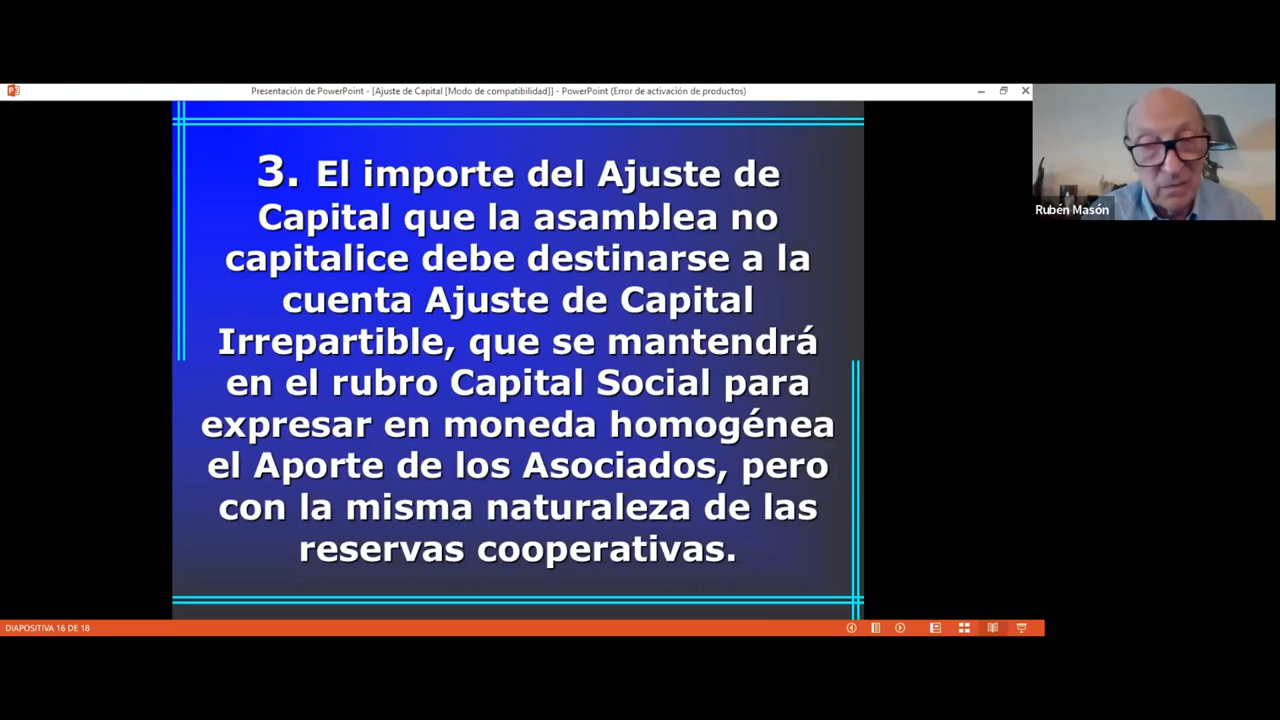 Presentación de PowerPoint - [Ajuste de Capital [Modo de compatibilidad]] - PowerPoint (Error de activación de productos)
3. El importe del Ajuste de
Capital que la asamblea no
capitalice debe destinarse a la
cuenta Ajuste de Capital
Irrepartible, que se mantendrá
en el rubro Capital Social para
expresar en moneda homogénea
el Aporte de los Asociados, pero
con la misma naturaleza de las
reservas cooperativas.
Rubén Masón
DIAPOSITIVA 16 DE 18